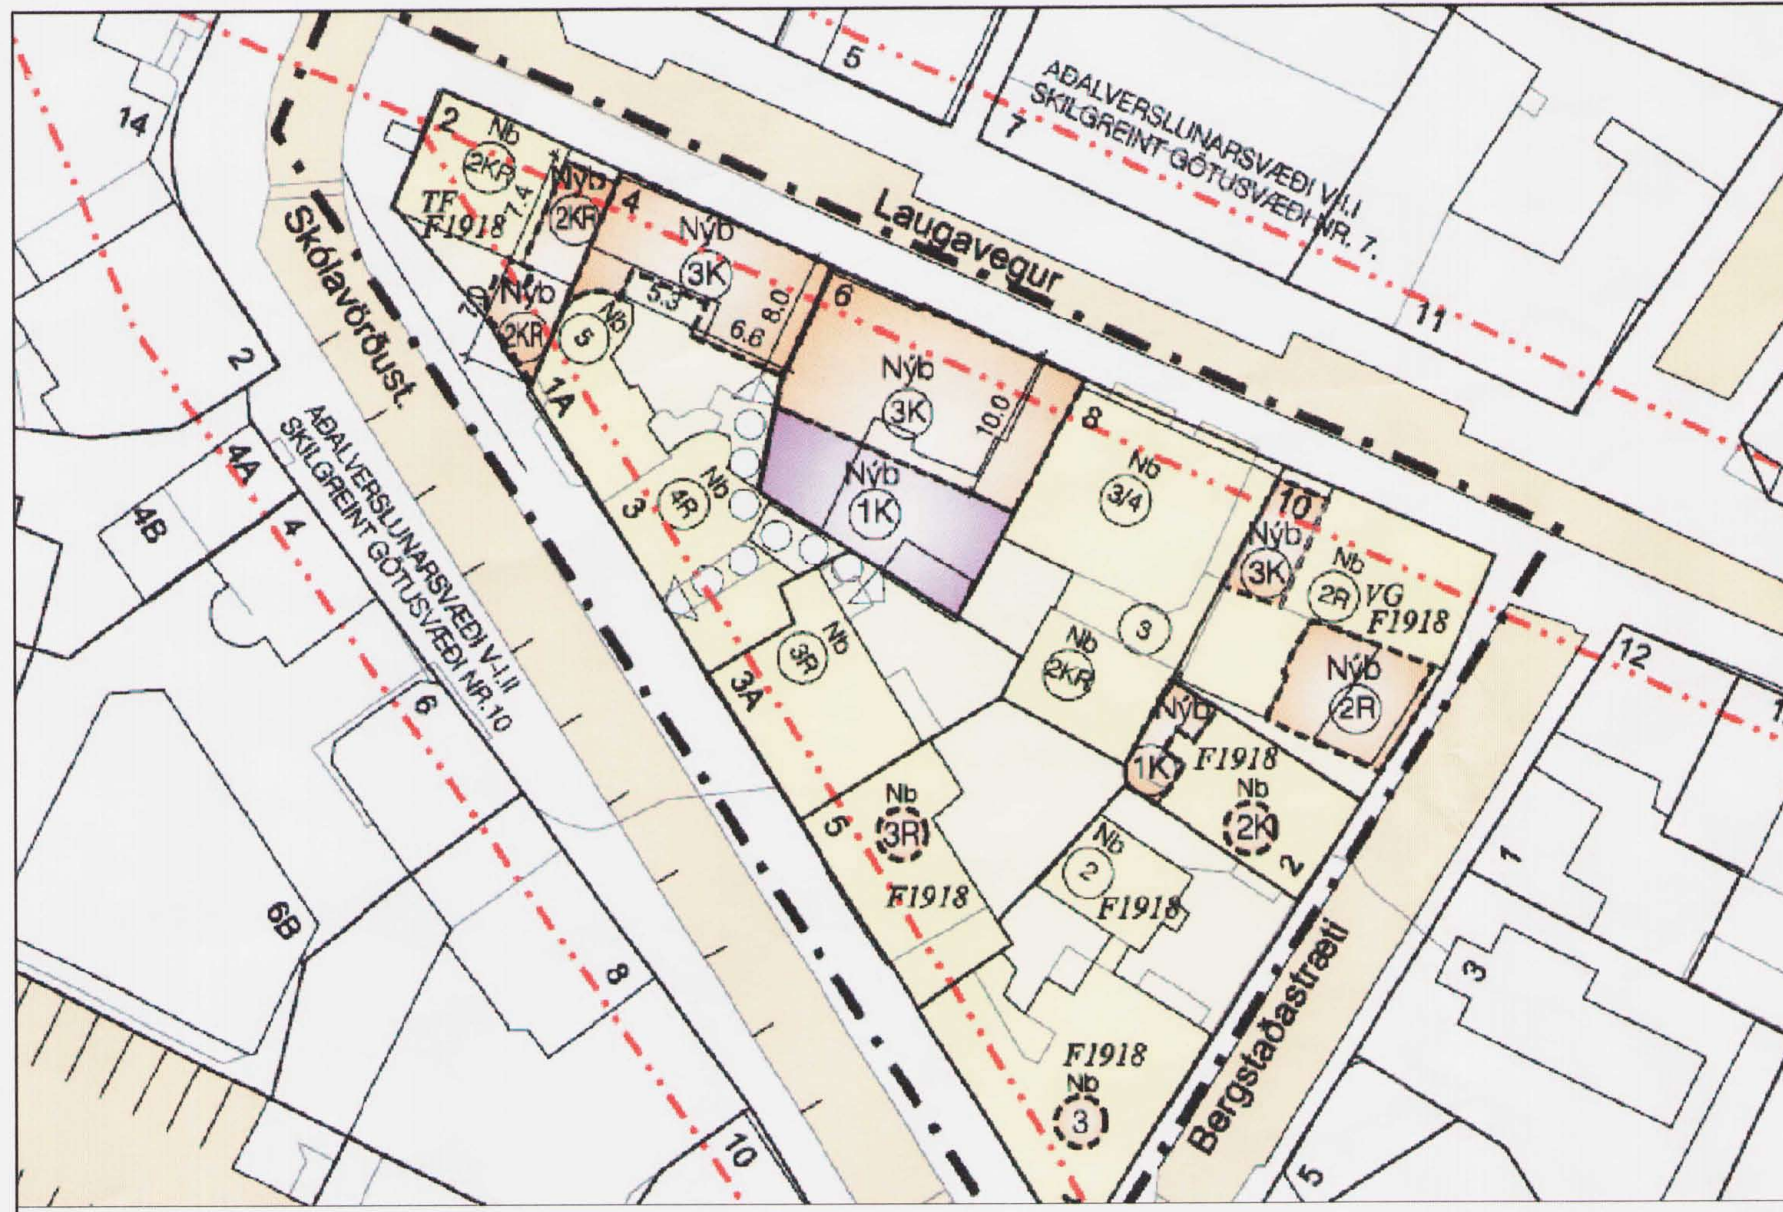 5
14
AÐALVERSLUNARSVÆÐI V-I.I
SKILGREINT GÖTUSVÆÐI NR. 7.
7
2
Nb
2KR
7.4
TF
F1918
Nýb
2KR
4
Nýb
3K
Laugavegur
Skólavörðust.
7.0
Nýb
2KR
5.3
6.6
8.0
6
11
Nb
5
1A
2
Nýb
3K
10.0
8
AÐALVERSLUNARSVÆÐI V-I.II
SKILGREINT GÖTUSVÆÐI NR.10
4A
4B
4
3
Nb
4R
Nýb
1K
Nb
3/4
10
Nýb
3K
Nb
2R
VG
F1918
3
Nb
2KR
Nb
3R
3A
Nýb
2R
12
6
Nýb
1K
F1918
Nb
2K
2
5
Nb
3R
F1918
Nb
2
F1918
1
3
6B
8
Bergstaðastræti
F1918
Nb
3
10
5